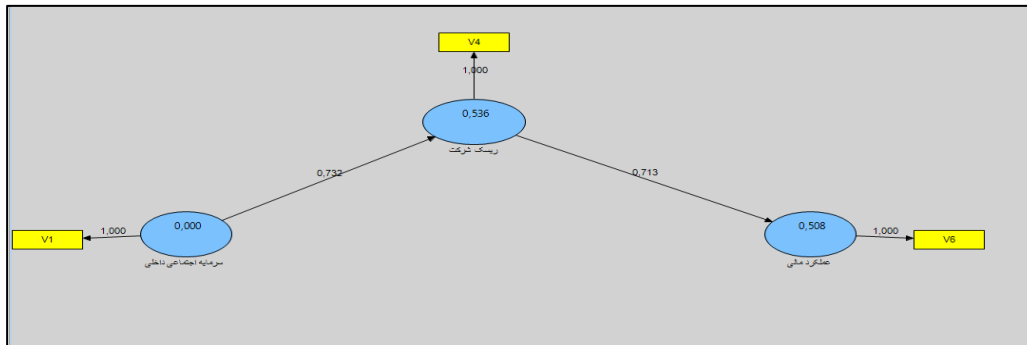 V4
1,000
0,536
ریسک شرکت
0,732
0,713
V1
1,000
0,000
سرمایه اجتماعی داخلی
0,508
عملکرد مالی
1,000
V6